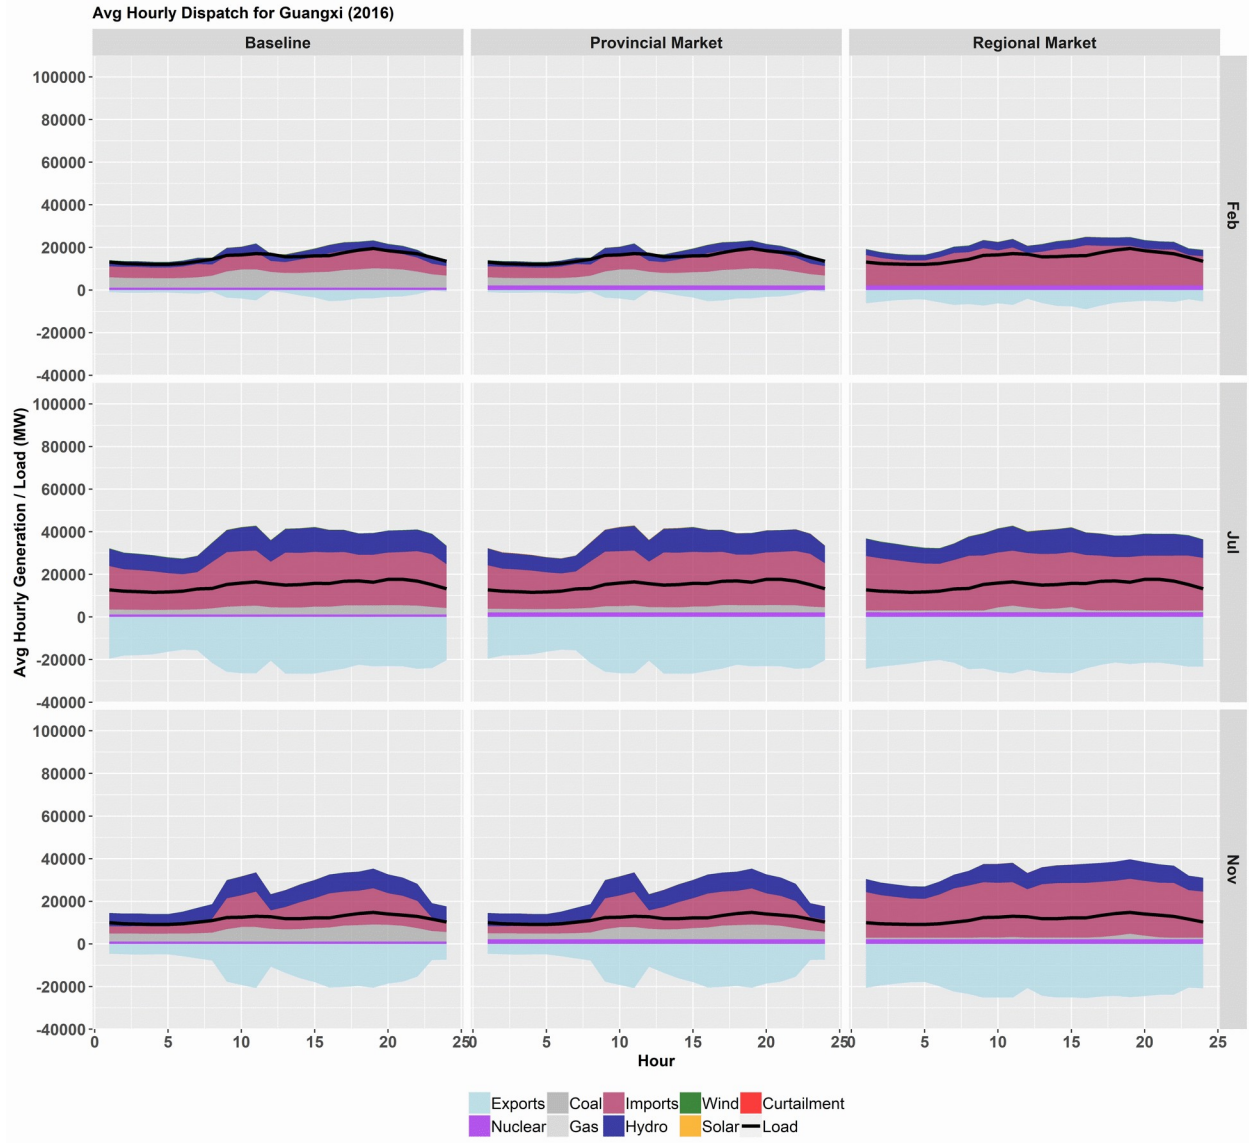 Avg Hourly Dispatch for Guangxi (2016)
Baseline
Provincial Market
Regional Market
100000
80000
60000
40000
20000
0
-20000
-40000
Feb
100000
80000
60000
40000
20000
0
-20000
-40000
Jul
100000
80000
60000
40000
20000
0
-20000
-40000
Nov
Avg Hourly Generation / Load (MW)
0 5 10 15 20 25
0 5 10 15 20 25
0 5 10 15 20 25
Hour
Exports Coal Imports Wind Curtailment
Nuclear Gas Hydro Solar Load